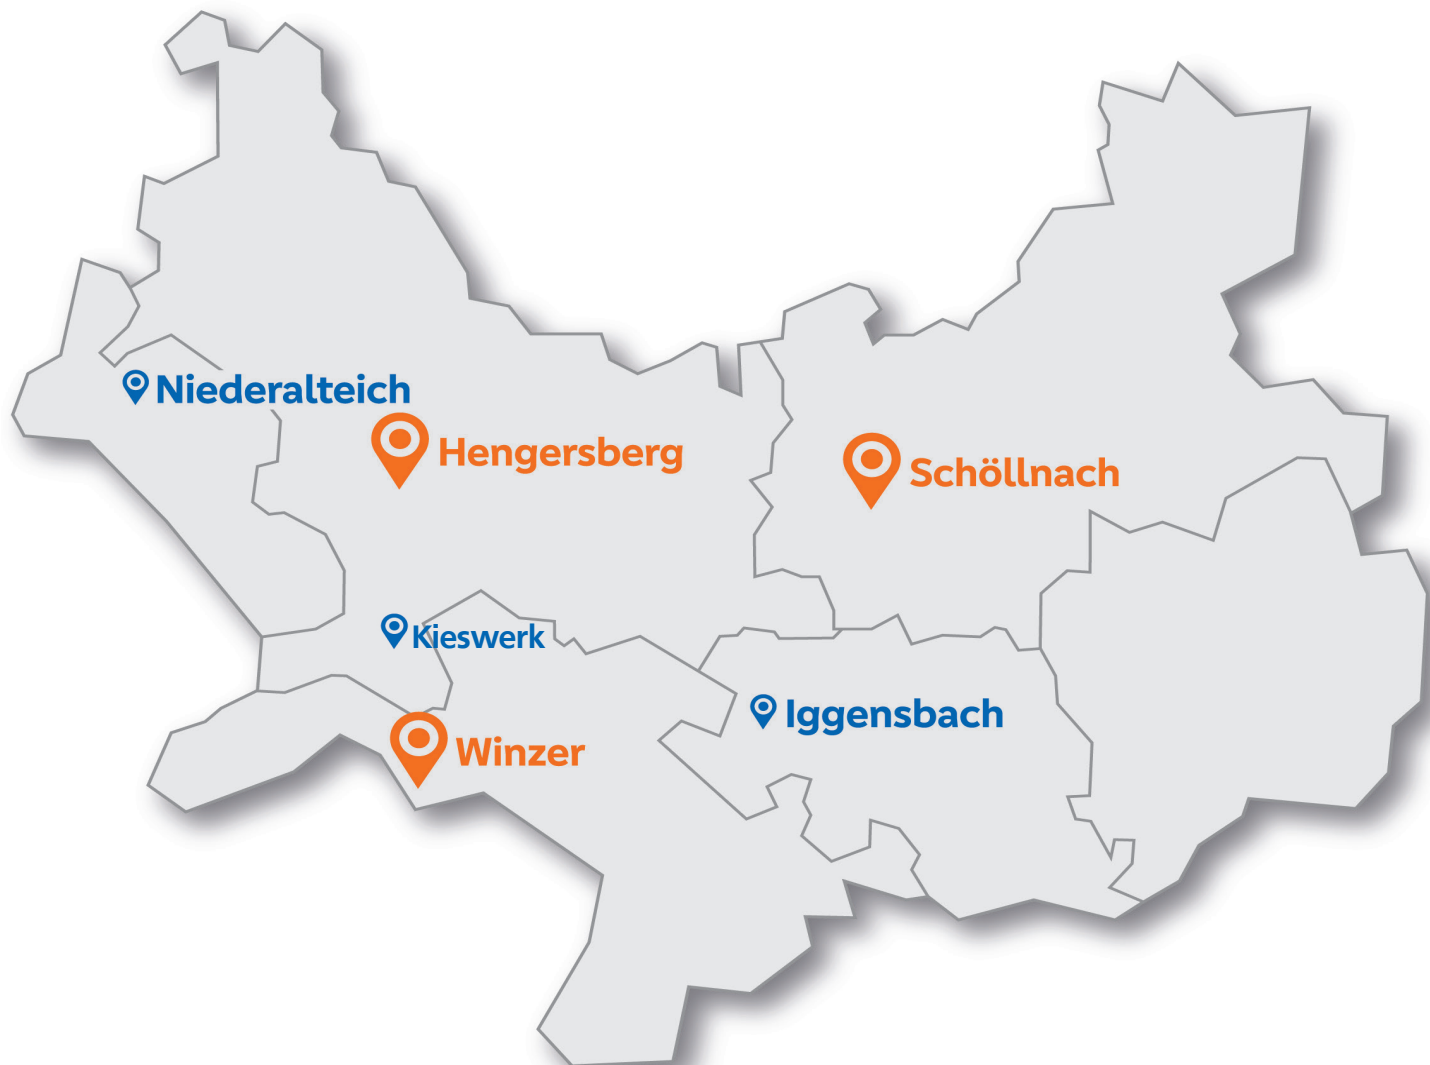 Niederalteich
Hengersberg
Schöllnach
Kieswerk
Iggensbach
Winzer